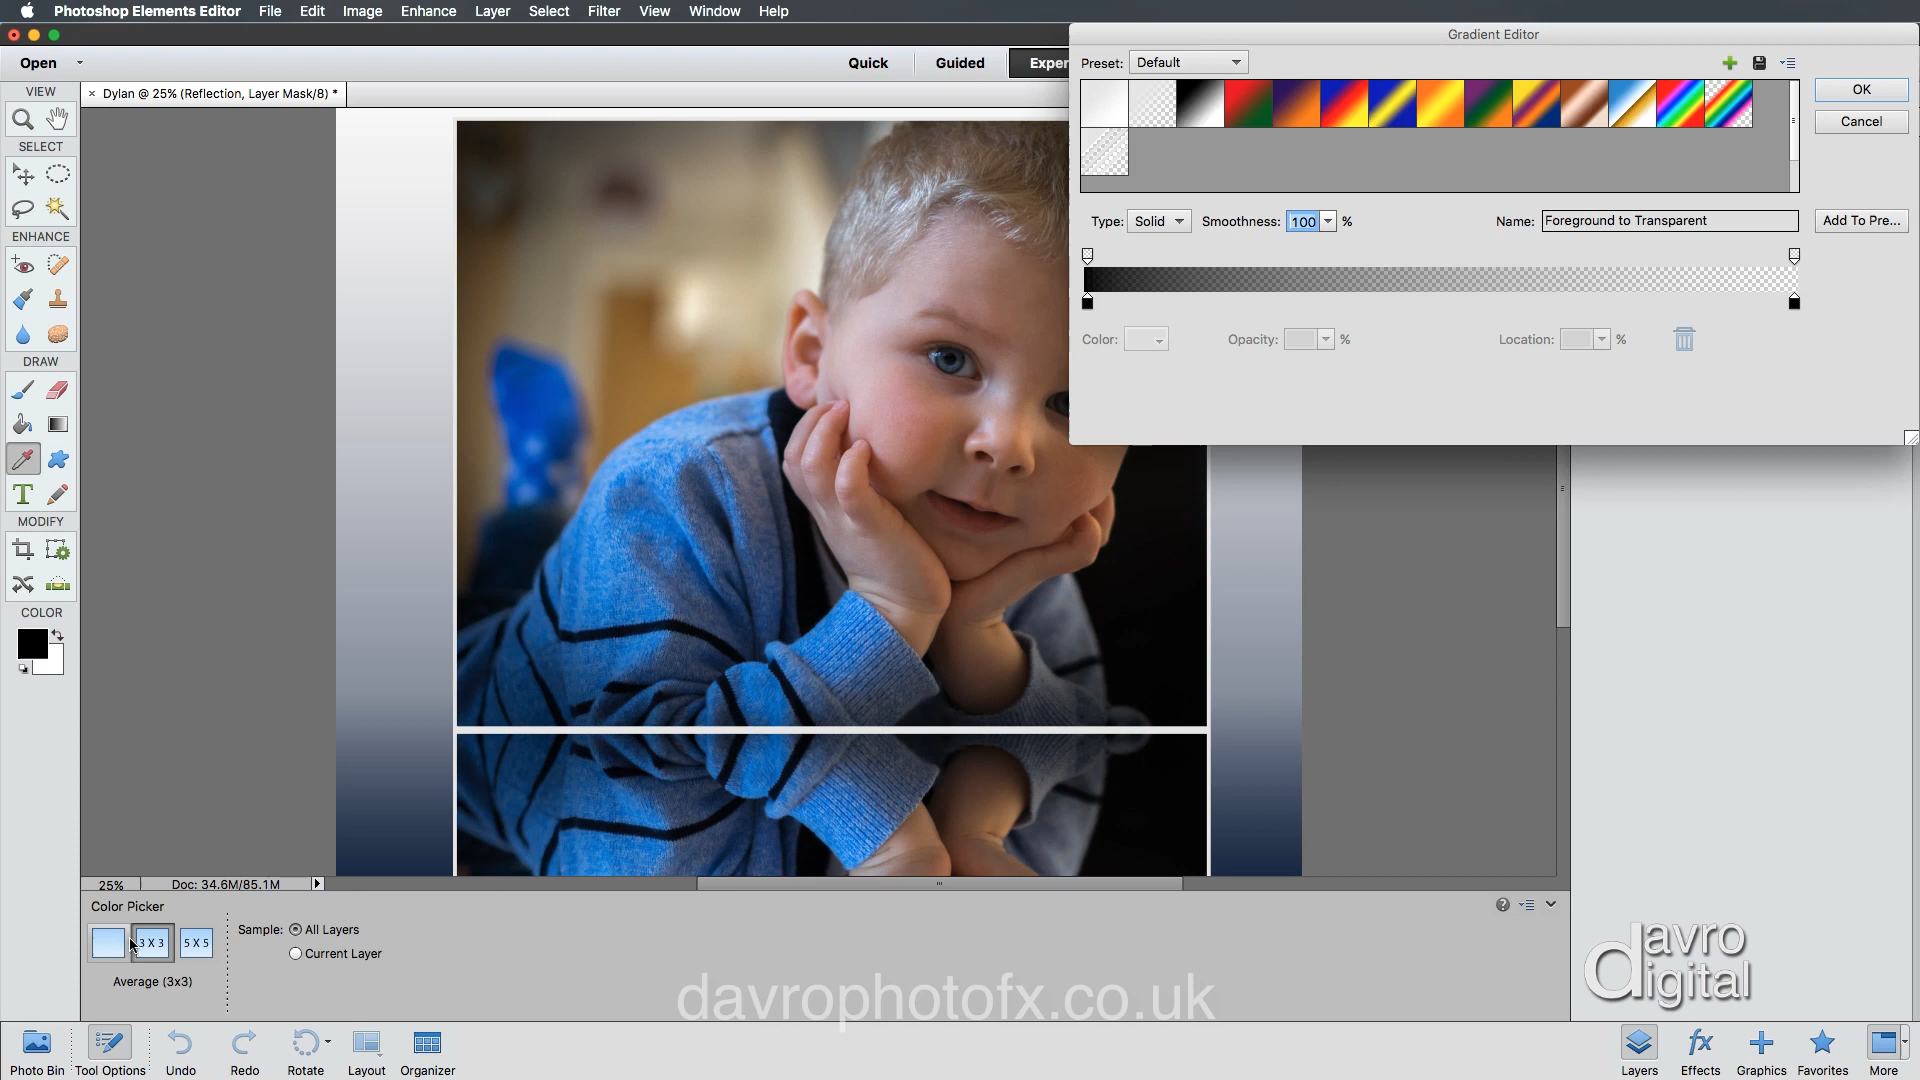 Photoshop Elements Editor File Edit Image Enhance Layer Select Filter View Window Help
Gradient Editor
Open Quick Guided Exper
Preset: Default
OK
Cancel
VIEW
× Dylan @ 25% (Reflection, Layer Mask/8) *
SELECT
ENHANCE
DRAW
MODIFY
COLOR
Type: Solid Smoothness: 100 % Name: Foreground to Transparent Add To Pre...
Color: Opacity: % Location: %
25% Doc: 34.6M/85.1M
Color Picker
3 X 3 5 X 5
Average (3x3)
Sample: All Layers
Current Layer
davrophotofx.co.uk
davro
digital
Photo Bin Tool Options Undo Redo Rotate Layout Organizer
fx
Layers Effects Graphics Favorites More